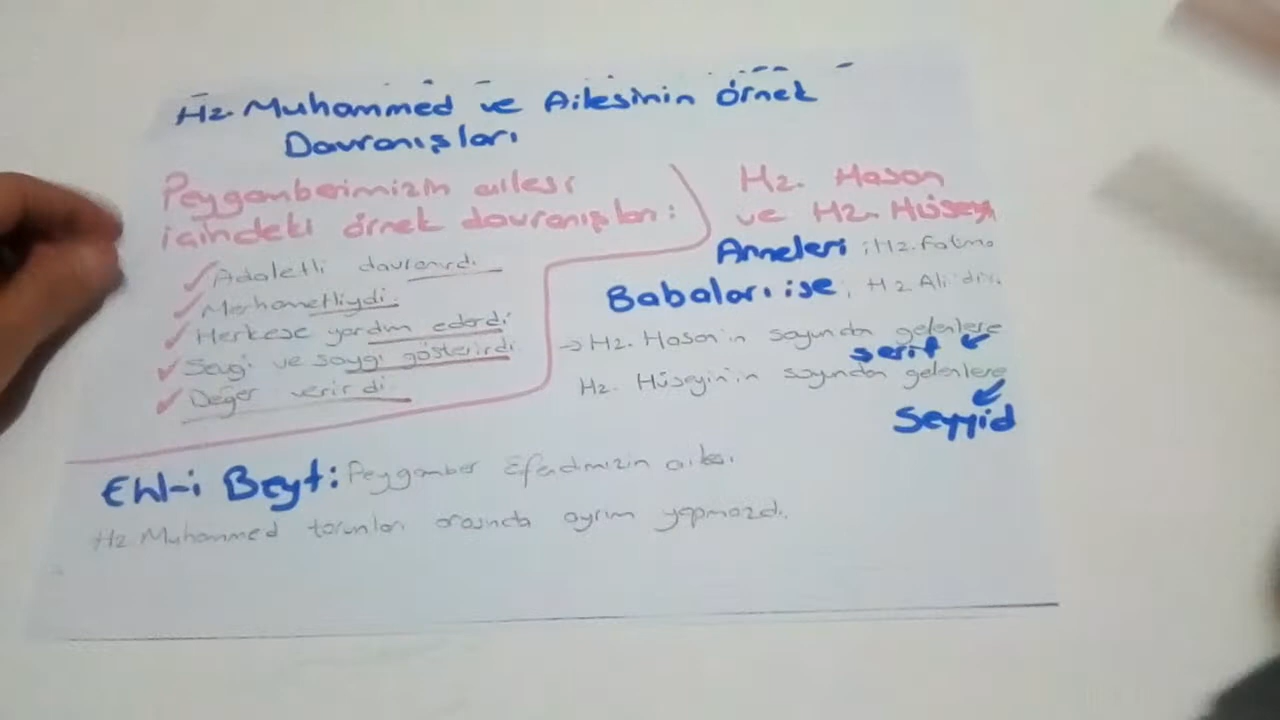 Hz. Muhammed ve Ailesinin Örnek
Davranışları
Peygamberimizin ailesi
içindeki örnek davranışları:
Adaletli davranırdı
Merhametliydi.
Herkese yardım ederdi
Sevgi ve saygı gösterirdi
Değer verirdi
Hz. Hasan
ve Hz. Hüseyin
Anneleri ; Hz. Fatma
Babaları ise ; Hz Ali'dir.
→ Hz. Hasan'ın soyundan gelenlere
şerif
Hz. Hüseyin'in soyundan gelenlere
Seyyid
Ehl-i Beyt: Peygamber Efendimizin ailesi
Hz Muhammed torunları arasında ayrım yapmazdı.